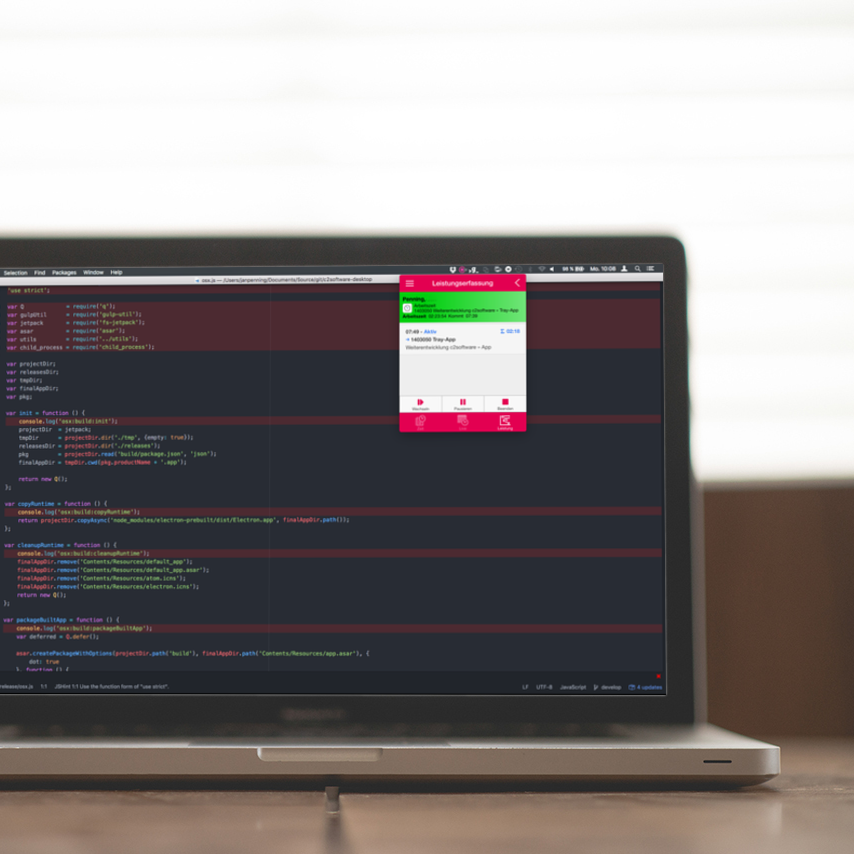 Selection Find Packages Window Help
98 % Mo. 10:08
osx.js — /Users/janpenning/Documents/Source/git/c2software-desktop
'use strict';
var Q = require('q');
var gulpUtil = require('gulp-util');
var jetpack = require('fs-jetpack');
var asar = require('asar');
var utils = require('../utils');
var child_process = require('child_process');
var projectDir;
var releasesDir;
var tmpDir;
var finalAppDir;
var pkg;
var init = function () {
console.log('osx:build:init');
projectDir = jetpack;
tmpDir = projectDir.dir('./tmp', {empty: true});
releasesDir = projectDir.dir('./releases');
pkg = projectDir.read('build/package.json', 'json');
finalAppDir = tmpDir.cwd(pkg.productName + '.app');
return new Q();
};
var copyRuntime = function () {
console.log('osx:build:copyRuntime');
return projectDir.copyAsync('node_modules/electron-prebuilt/dist/Electron.app', finalAppDir.path());
};
var cleanupRuntime = function () {
console.log('osx:build:cleanupRuntime');
finalAppDir.remove('Contents/Resources/default_app');
finalAppDir.remove('Contents/Resources/default_app.asar');
finalAppDir.remove('Contents/Resources/atom.icns');
finalAppDir.remove('Contents/Resources/electron.icns');
return new Q();
};
var packageBuiltApp = function () {
console.log('osx:build:packageBuiltApp');
var deferred = Q.defer();
asar.createPackageWithOptions(projectDir.path('build'), finalAppDir.path('Contents/Resources/app.asar'), {
dot: true
}, function () {
release/osx.js 1:1 JSHint 1:1 Use the function form of "use strict".
LF UTF-8 JavaScript develop 4 updates
Leistungserfassung
Penning,
Arbeitszeit
1403000 Weiterentwicklung c2software - Tray-App
Arbeitszeit 02:23:34 Kommt 07:39
07:49 - Aktiv 02:18
1403000 Tray-App
Weiterentwicklung c2software - App
Wechseln Pausieren Beenden
Leistung